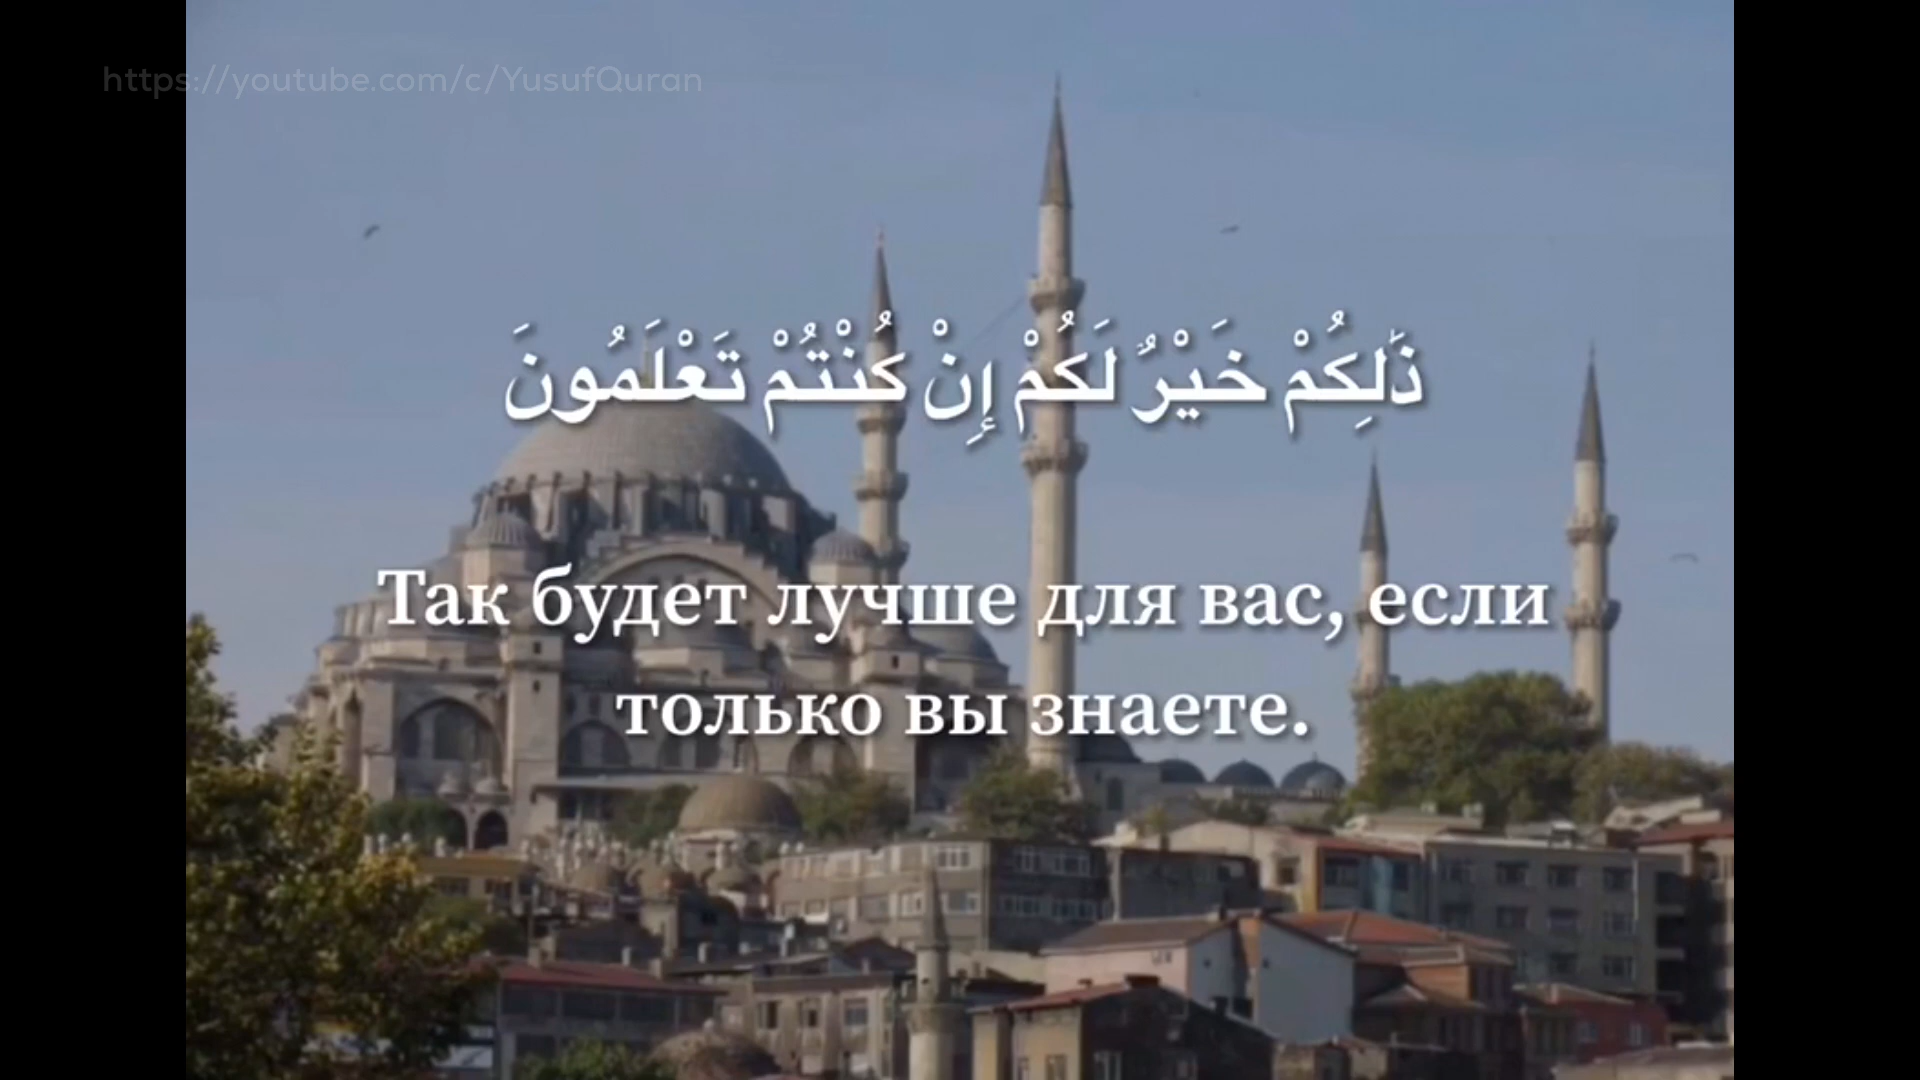 https://youtube.com/c/YusufQuran
ذَٰلِكُمْ خَيْرٌ لَكُمْ إِنْ كُنْتُمْ تَعْلَمُونَ
Так будет лучше для вас, если
только вы знаете.